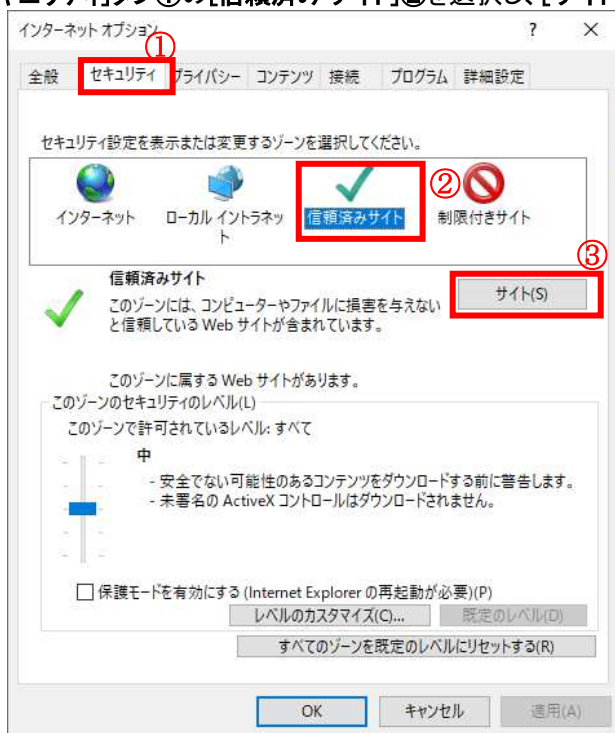 インターネット オプション ? ×
①
全般 セキュリティ プライバシー コンテンツ 接続 プログラム 詳細設定
セキュリティ設定を表示または変更するゾーンを選択してください。
②
インターネット ローカル イントラネット 信頼済みサイト 制限付きサイト
③
信頼済みサイト
サイト(S)
このゾーンには、コンピューターやファイルに損害を与えない
と信頼している Web サイトが含まれています。
このゾーンに属する Web サイトがあります。
このゾーンのセキュリティのレベル(L)
このゾーンで許可されているレベル: すべて
中
- 安全でない可能性のあるコンテンツをダウンロードする前に警告します。
- 未署名の ActiveX コントロールはダウンロードされません。
保護モードを有効にする (Internet Explorer の再起動が必要)(P)
レベルのカスタマイズ(C)... 既定のレベル(D)
すべてのゾーンを既定のレベルにリセットする(R)
OK キャンセル 適用(A)